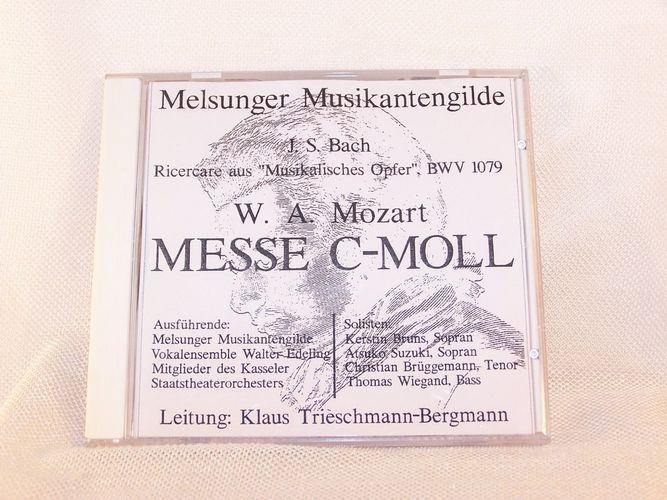 Melsunger Musikantengilde
J. S. Bach
Ricercare aus "Musikalisches Opfer", BWV 1079
W. A. Mozart
MESSE C-MOLL
Ausführende:
Melsunger Musikantengilde
Vokalensemble Walter Edeling
Mitglieder des Kasseler
Staatstheaterorchesters
Solisten:
Kerstin Bruns, Sopran
Atsuko Suzuki, Sopran
Christian Brüggemann, Tenor
Thomas Wiegand, Bass
Leitung: Klaus Trieschmann-Bergmann